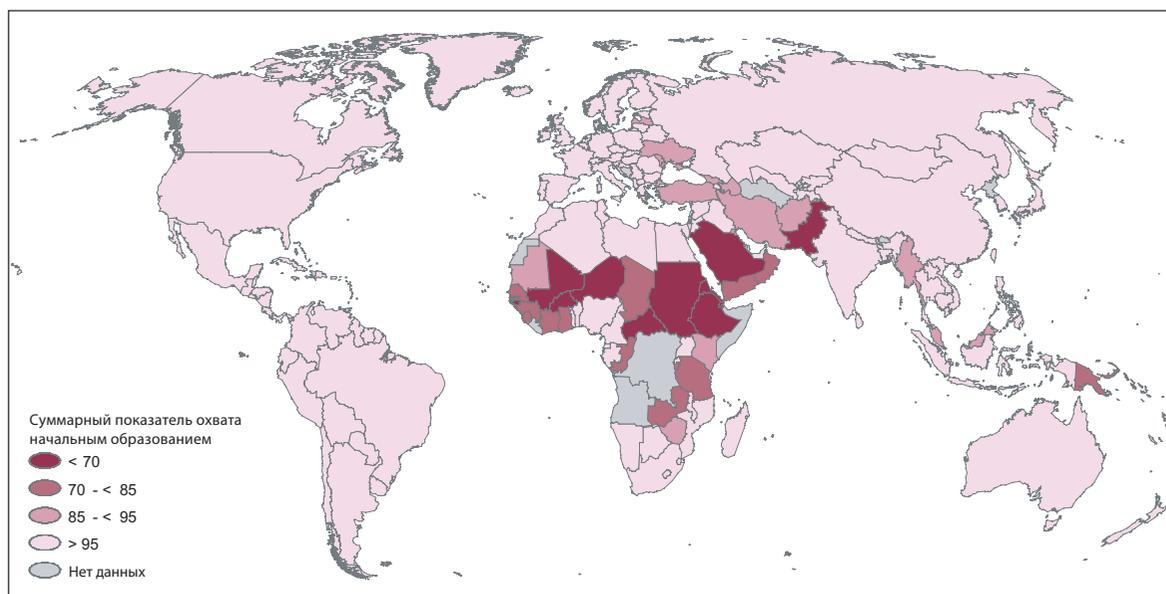 Суммарный показатель охвата
начальным образованием
< 70
70 - < 85
85 - < 95
> 95
Нет данных